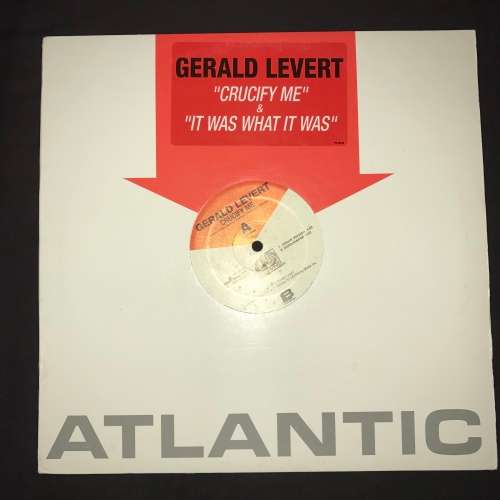 GERALD LEVERT
"CRUCIFY ME"
&
"IT WAS WHAT IT WAS"
GERALD LEVERT
CRUCIFY ME
A
ATLANTIC